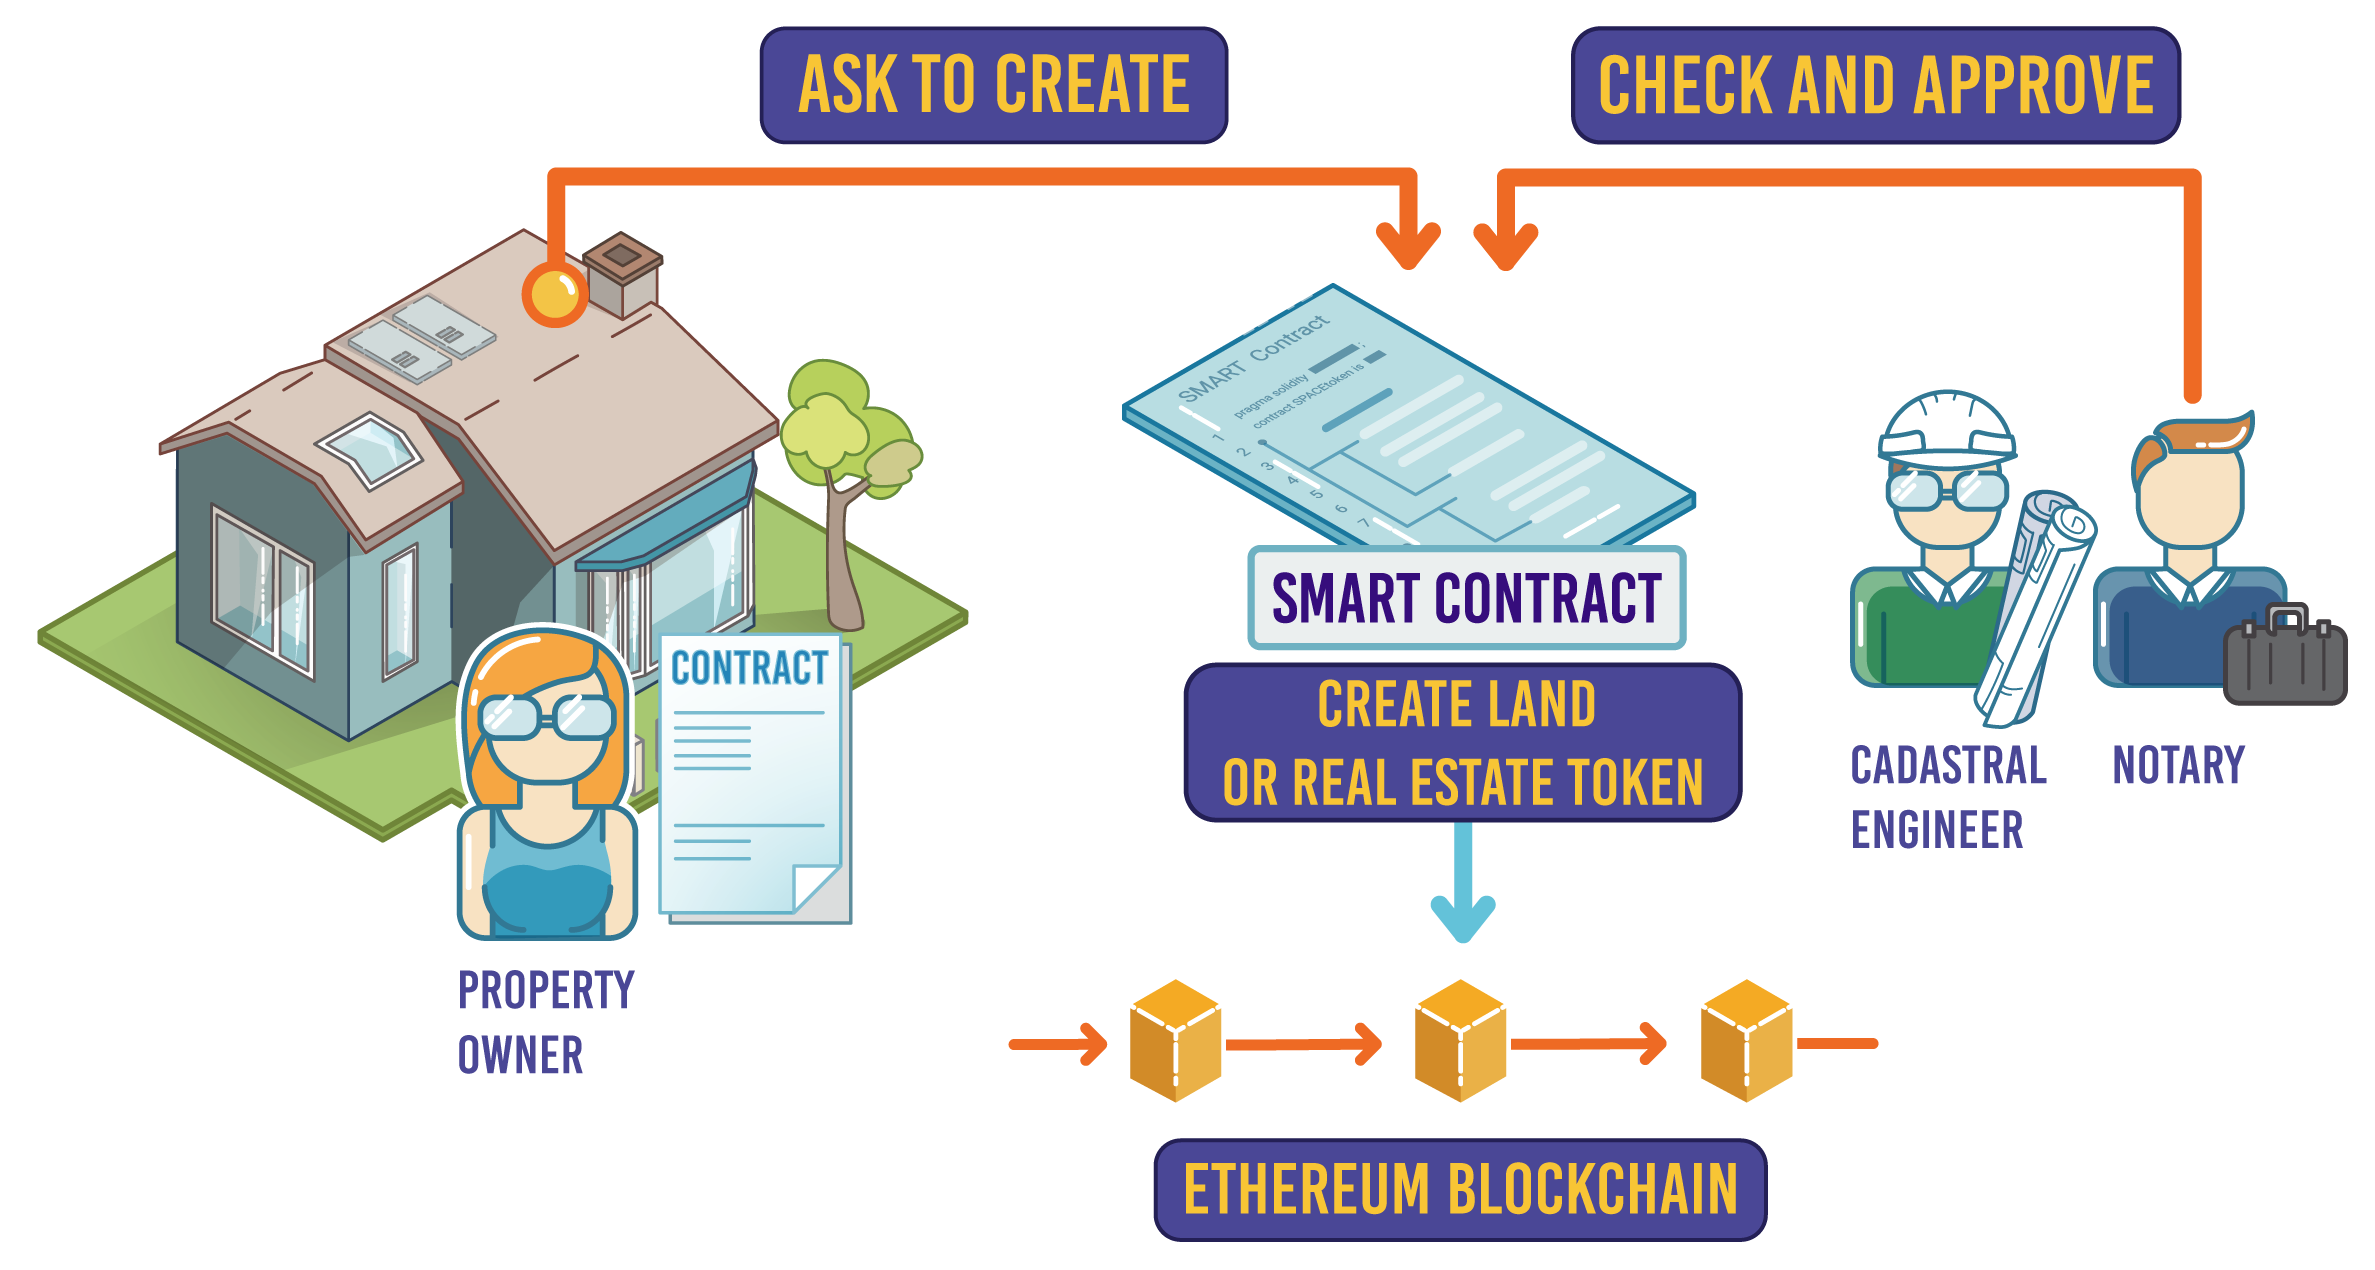 ASK TO CREATE
CHECK AND APPROVE
SMART Contract
pragma solidity ;
contract SPACEtoken is
1
2
3
4
5
6
7
SMART CONTRACT
CREATE LAND
OR REAL ESTATE TOKEN
CONTRACT
CADASTRAL
ENGINEER
NOTARY
PROPERTY
OWNER
ETHEREUM BLOCKCHAIN